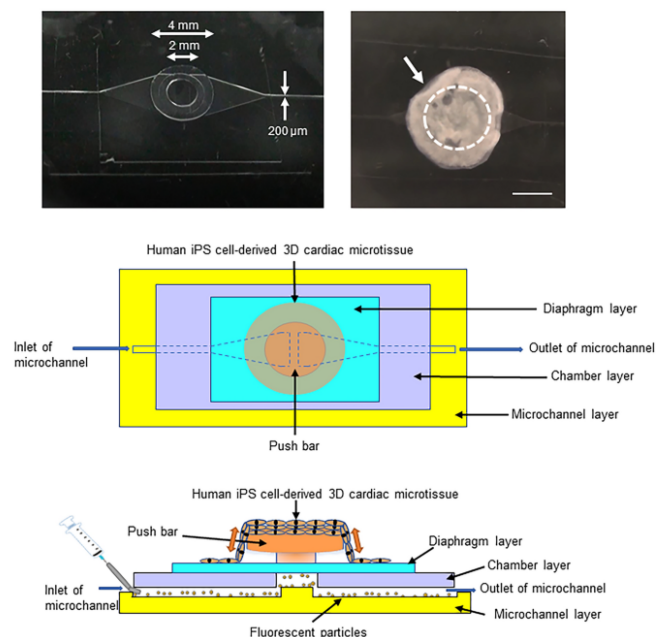 4 mm
2 mm
200 μm
Human iPS cell-derived 3D cardiac microtissue
Diaphragm layer
Inlet of
microchannel
Outlet of microchannel
Chamber layer
Microchannel layer
Push bar
Human iPS cell-derived 3D cardiac microtissue
Push bar
Diaphragm layer
Chamber layer
Inlet of
microchannel
Outlet of microchannel
Microchannel layer
Fluorescent particles